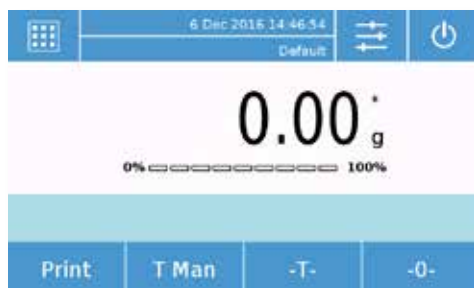 6 Dec 2016 14:46:54
Default
0.00 * g
0% 100%
Print T Man -T- -0-